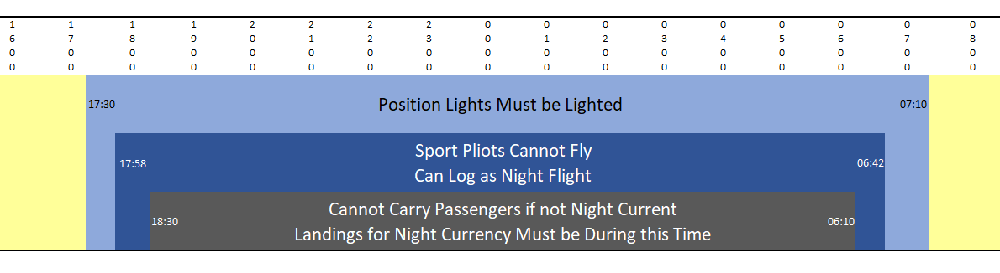 1600 1700 1800 1900 2000 2100 2200 2300 0000 0100 0200 0300 0400 0500 0600 0700 0800
17:30 Position Lights Must be Lighted 07:10
Sport Pliots Cannot Fly
17:58 06:42
Can Log as Night Flight
Cannot Carry Passengers if not Night Current
18:30 06:10
Landings for Night Currency Must be During this Time